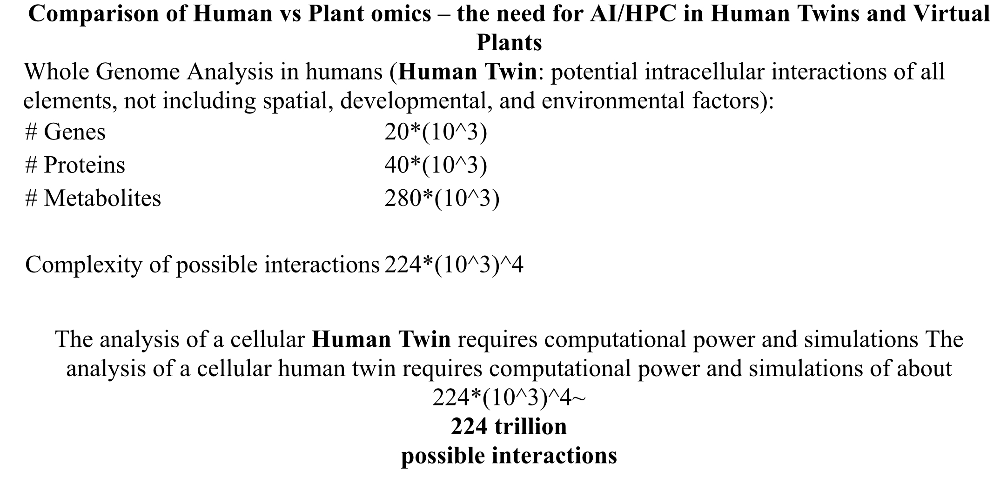 Comparison of Human vs Plant omics – the need for AI/HPC in Human Twins and Virtual
Plants
Whole Genome Analysis in humans (Human Twin: potential intracellular interactions of all
elements, not including spatial, developmental, and environmental factors):
# Genes 20*(10^3)
# Proteins 40*(10^3)
# Metabolites 280*(10^3)
Complexity of possible interactions 224*(10^3)^4
The analysis of a cellular Human Twin requires computational power and simulations The
analysis of a cellular human twin requires computational power and simulations of about
224*(10^3)^4~
224 trillion
possible interactions